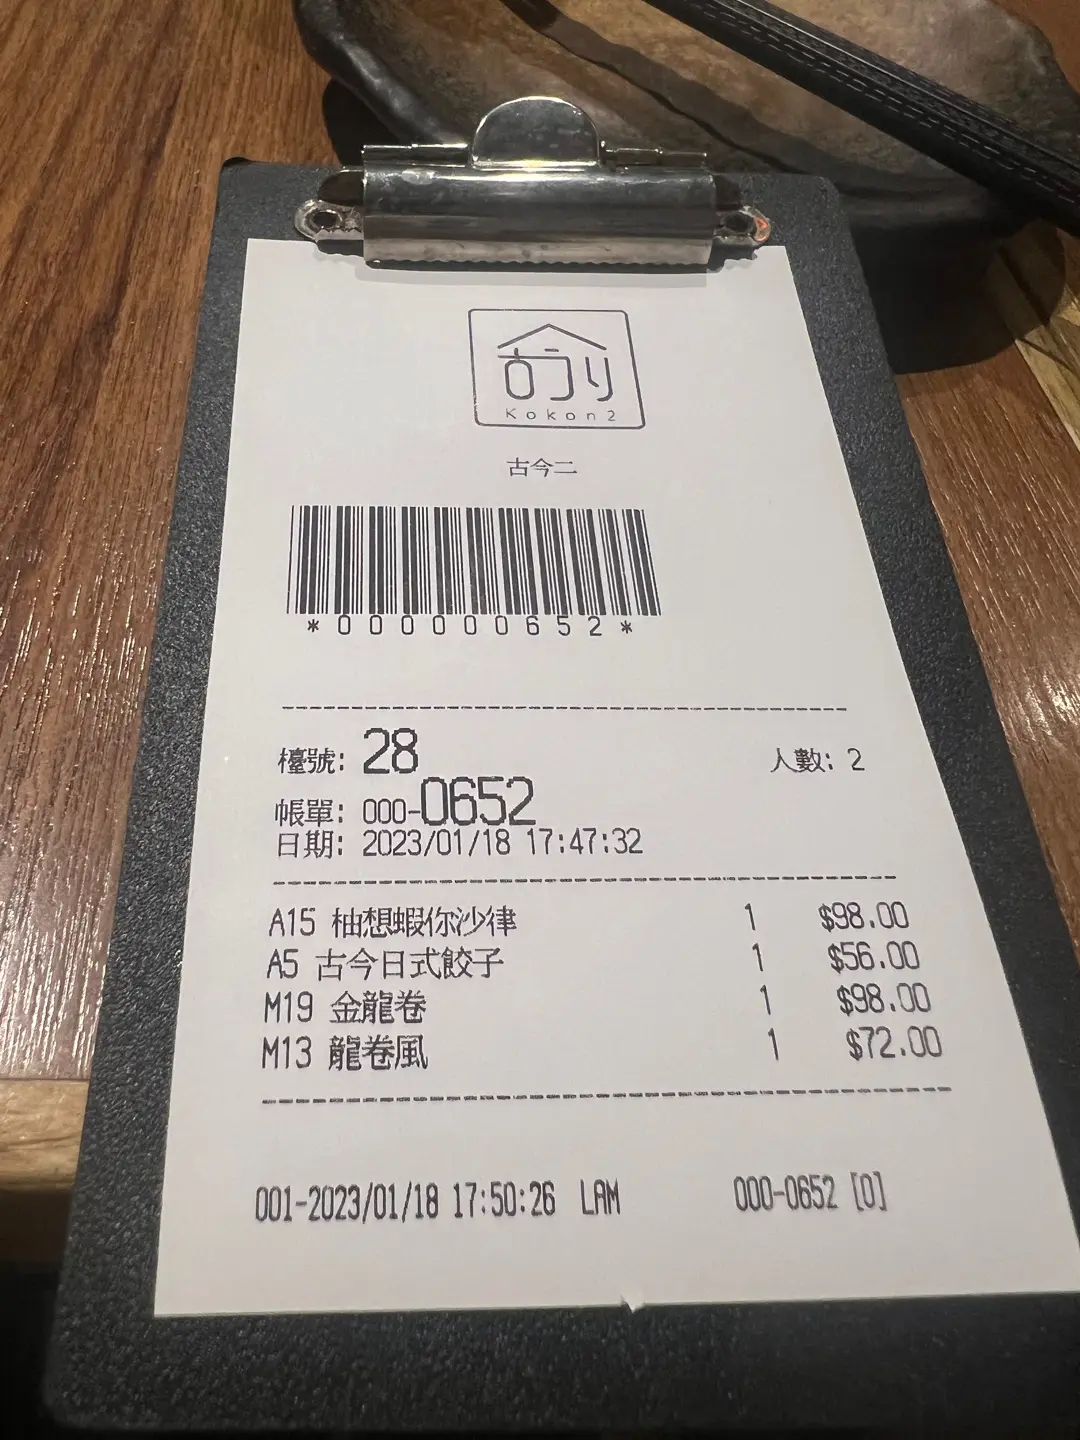 古今二
Kokon2
古今二
*000000652*
檯號: 28 人數: 2
帳單: 000-0652
日期: 2023/01/18 17:47:32
A15 柚想蝦你沙律 1 $98.00
A5 古今日式餃子 1 $56.00
M19 金龍卷 1 $98.00
M13 龍卷風 1 $72.00
001-2023/01/18 17:50:26 LAM 000-0652 [0]